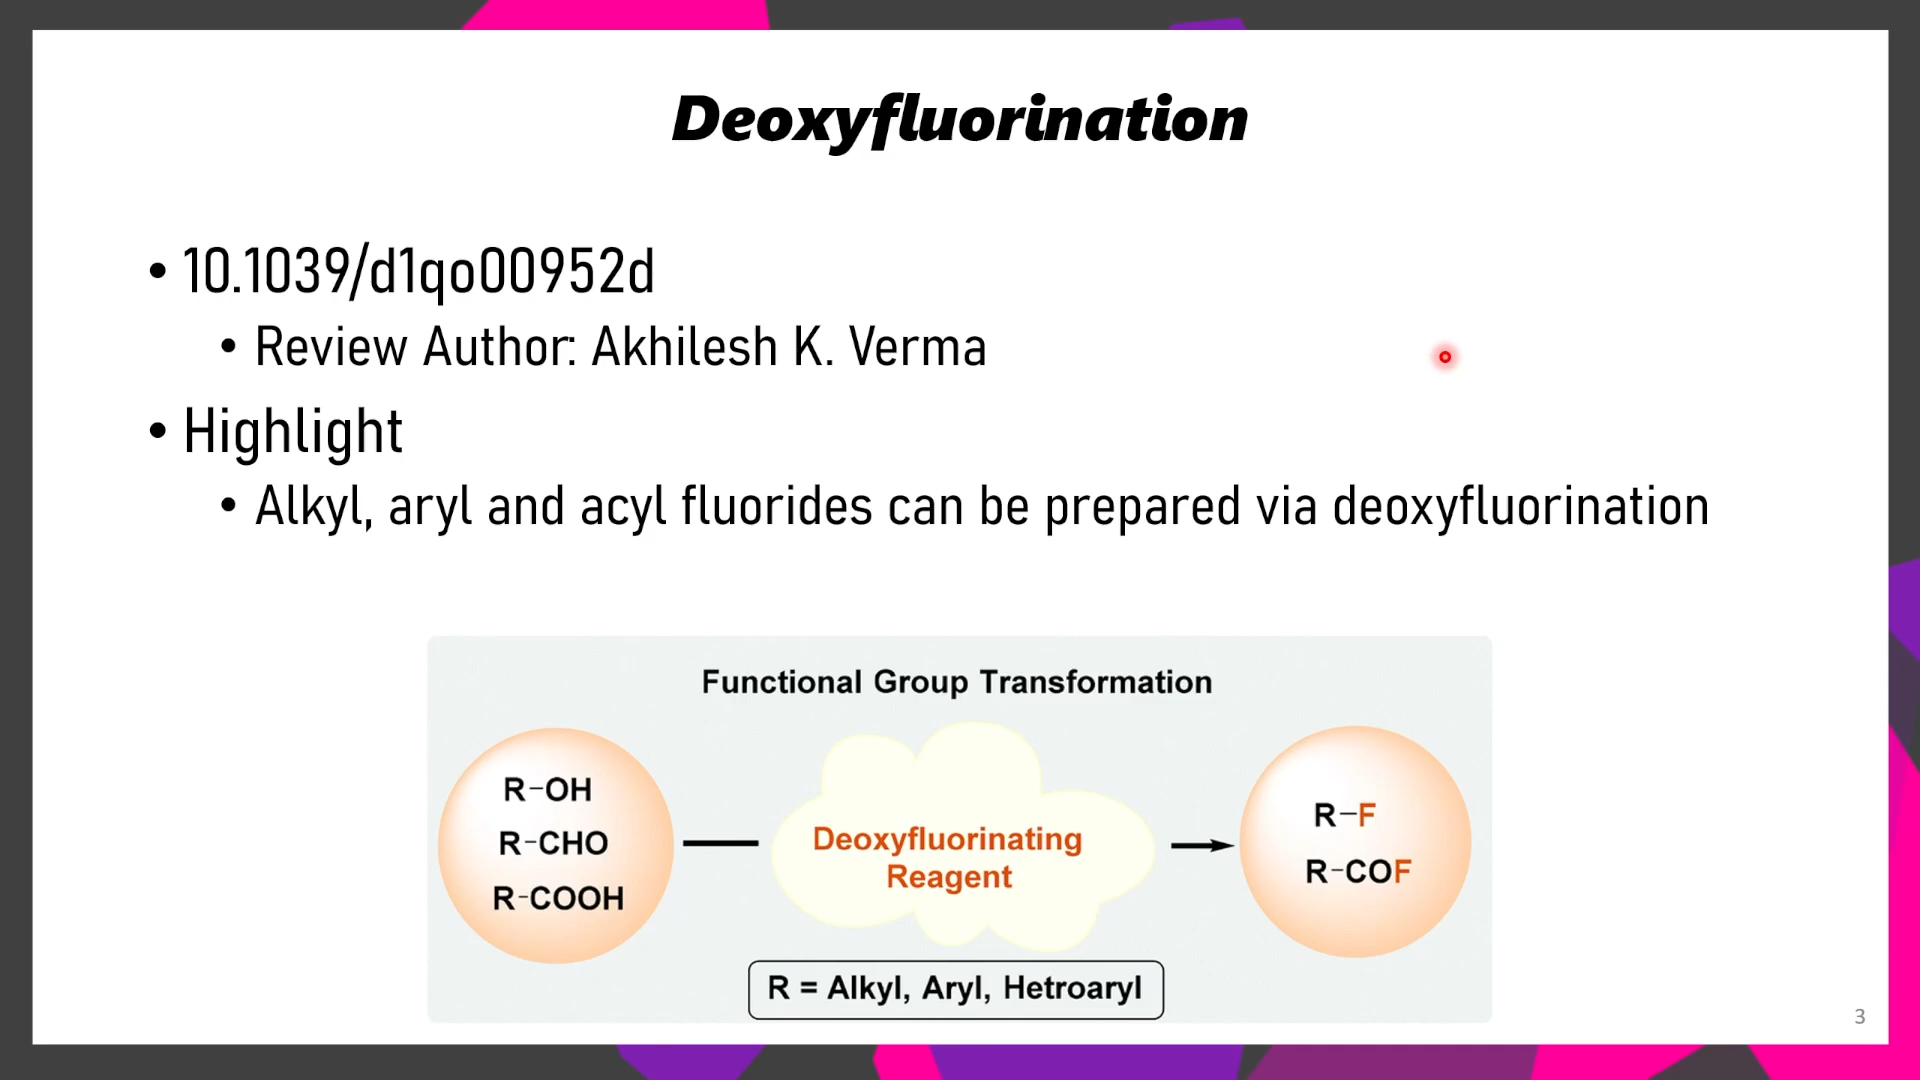 Deoxyfluorination
• 10.1039/d1qo00952d
• Review Author: Akhilesh K. Verma
• Highlight
• Alkyl, aryl and acyl fluorides can be prepared via deoxyfluorination
Functional Group Transformation
R-OH
R-CHO
R-COOH
Deoxyfluorinating
Reagent
R-F
R-COF
R = Alkyl, Aryl, Hetroaryl
3